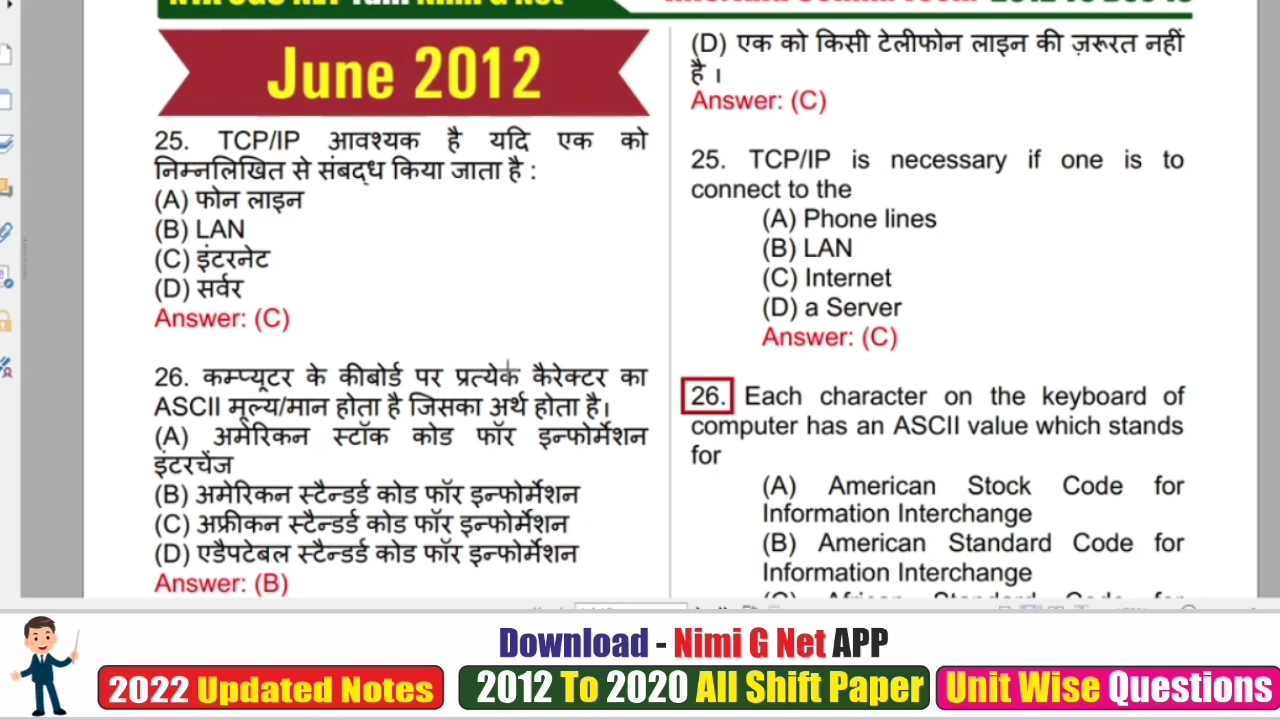 June 2012
25. TCP/IP आवश्यक है यदि एक को
निम्नलिखित से संबद्ध किया जाता है :
(A) फोन लाइन
(B) LAN
(C) इंटरनेट
(D) सर्वर
Answer: (C)
26. कम्प्यूटर के कीबोर्ड पर प्रत्येक कैरेक्टर का
ASCII मूल्य/मान होता है जिसका अर्थ होता है।
(A) अमेरिकन स्टॉक कोड फॉर इन्फोर्मेशन
इंटरचेंज
(B) अमेरिकन स्टैन्डर्ड कोड फॉर इन्फोर्मेशन
(C) अफ्रीकन स्टैन्डर्ड कोड फॉर इन्फोर्मेशन
(D) एडैपटेबल स्टैन्डर्ड कोड फॉर इन्फोर्मेशन
Answer: (B)
(D) एक को किसी टेलीफोन लाइन की ज़रूरत नहीं
है ।
Answer: (C)
25. TCP/IP is necessary if one is to
connect to the
(A) Phone lines
(B) LAN
(C) Internet
(D) a Server
Answer: (C)
26. Each character on the keyboard of
computer has an ASCII value which stands
for
(A) American Stock Code for
Information Interchange
(B) American Standard Code for
Information Interchange
Download - Nimi G Net APP
2022 Updated Notes
2012 To 2020 All Shift Paper
Unit Wise Questions